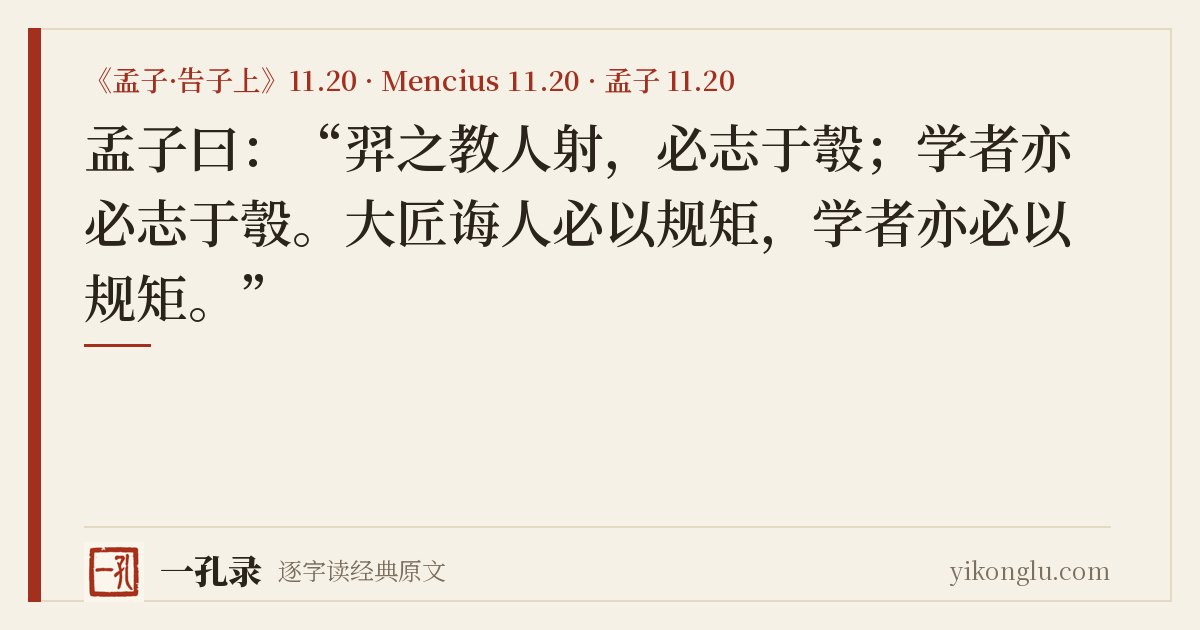 《孟子·告子上》11.20 · Mencius 11.20 · 孟子 11.20
孟子曰：“羿之教人射，必志于彀；学者亦
必志于彀。大匠诲人必以规矩，学者亦必以
规矩。”
一孔
一孔录 逐字读经典原文 yikonglu.com